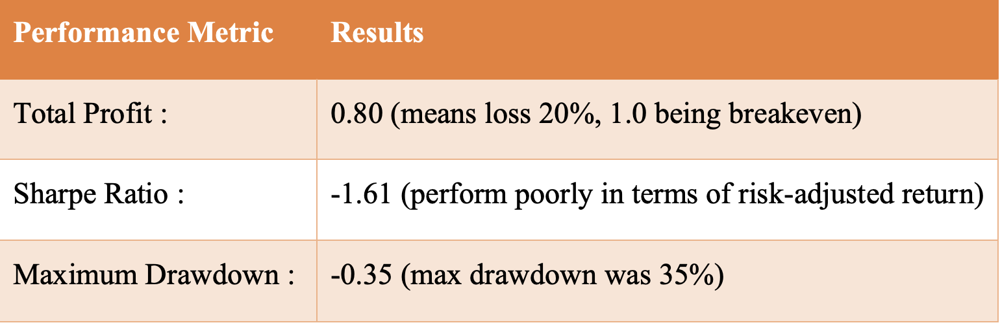 Performance Metric Results
Total Profit : 0.80 (means loss 20%, 1.0 being breakeven)
Sharpe Ratio : -1.61 (perform poorly in terms of risk-adjusted return)
Maximum Drawdown : -0.35 (max drawdown was 35%)